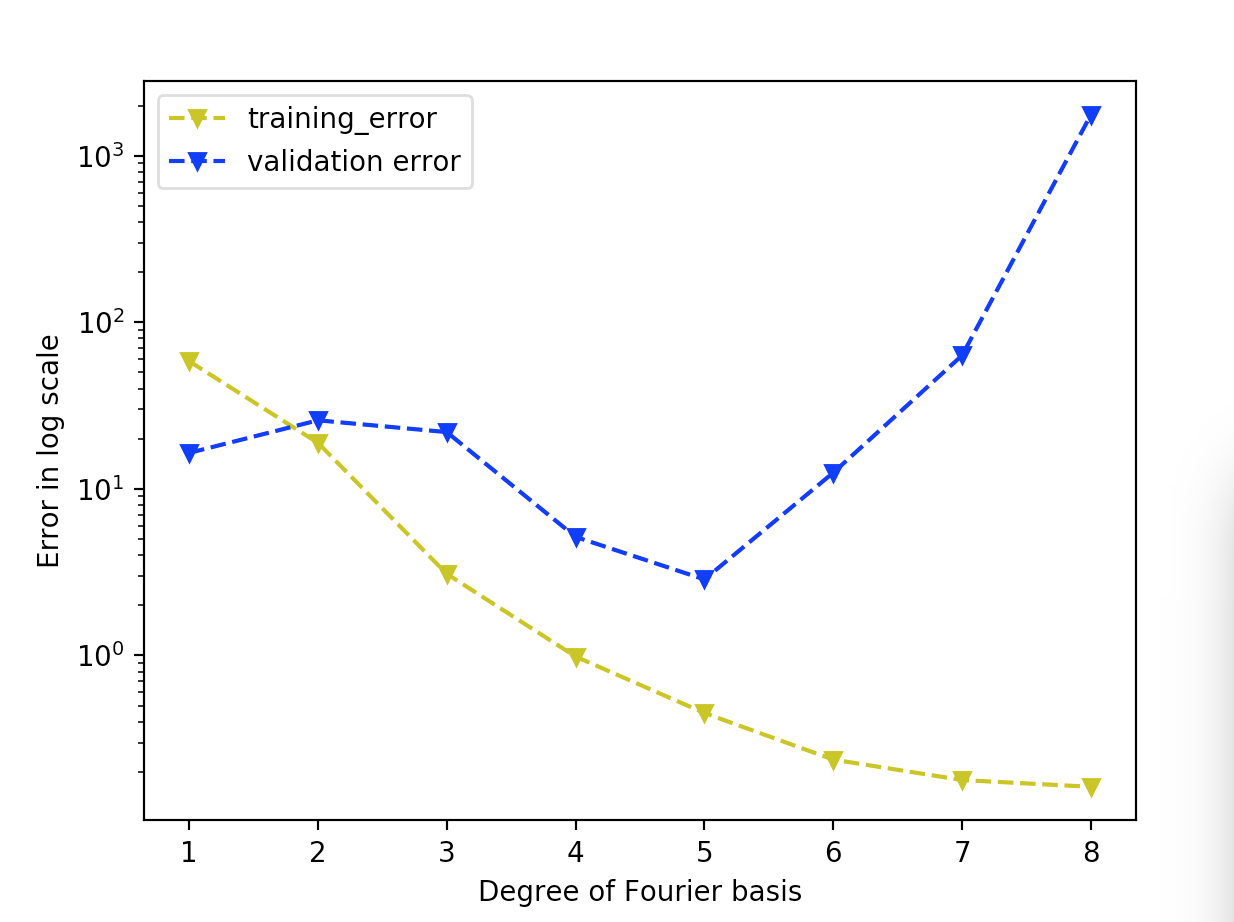 training_error
validation error
10³
10²
10¹
10⁰
Error in log scale
1 2 3 4 5 6 7 8
Degree of Fourier basis